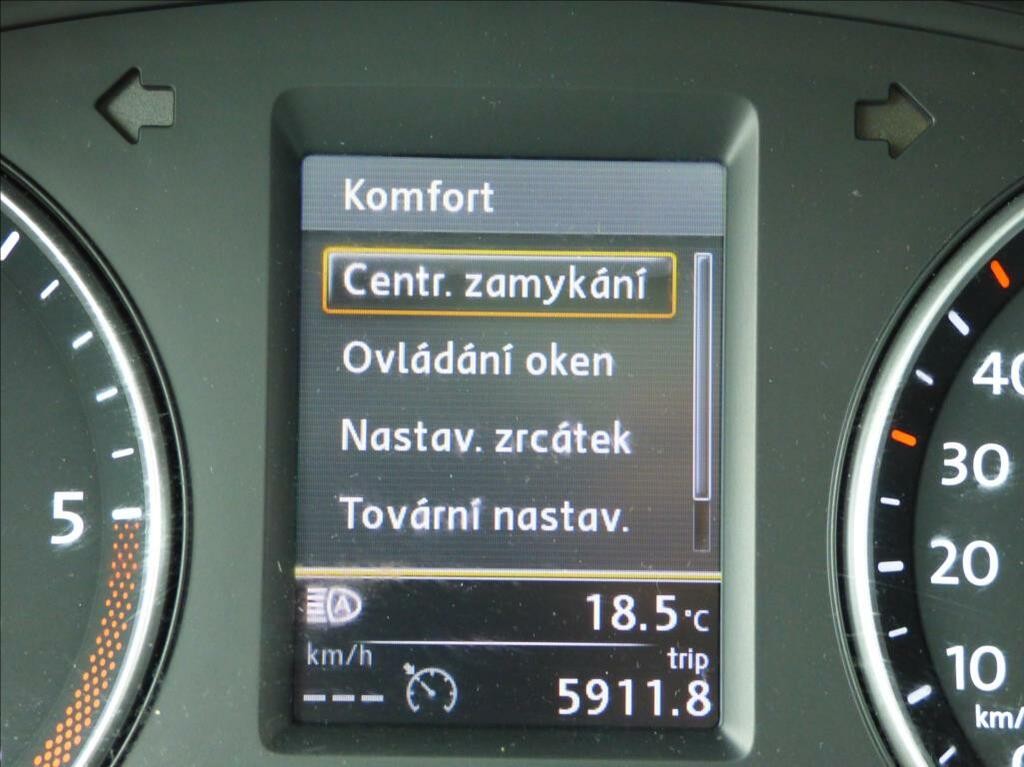 Komfort
Centr. zamykání
Ovládání oken
Nastav. zrcátek
Tovární nastav.
A
18.5 °C
km/h
trip
--- 5911.8
5
40
30
20
10
km/